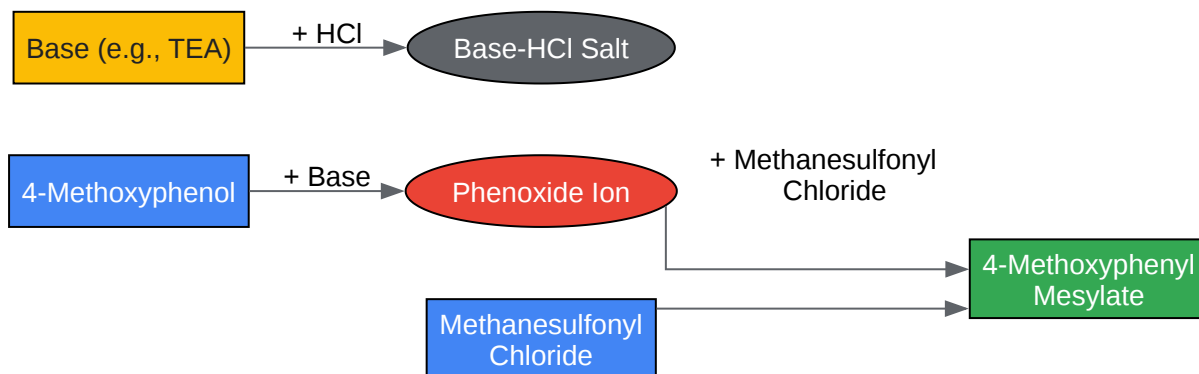 Base (e.g., TEA)
+ HCl
Base-HCl Salt
4-Methoxyphenol
+ Base
Phenoxide Ion
+ Methanesulfonyl
Chloride
Methanesulfonyl
Chloride
4-Methoxyphenyl
Mesylate